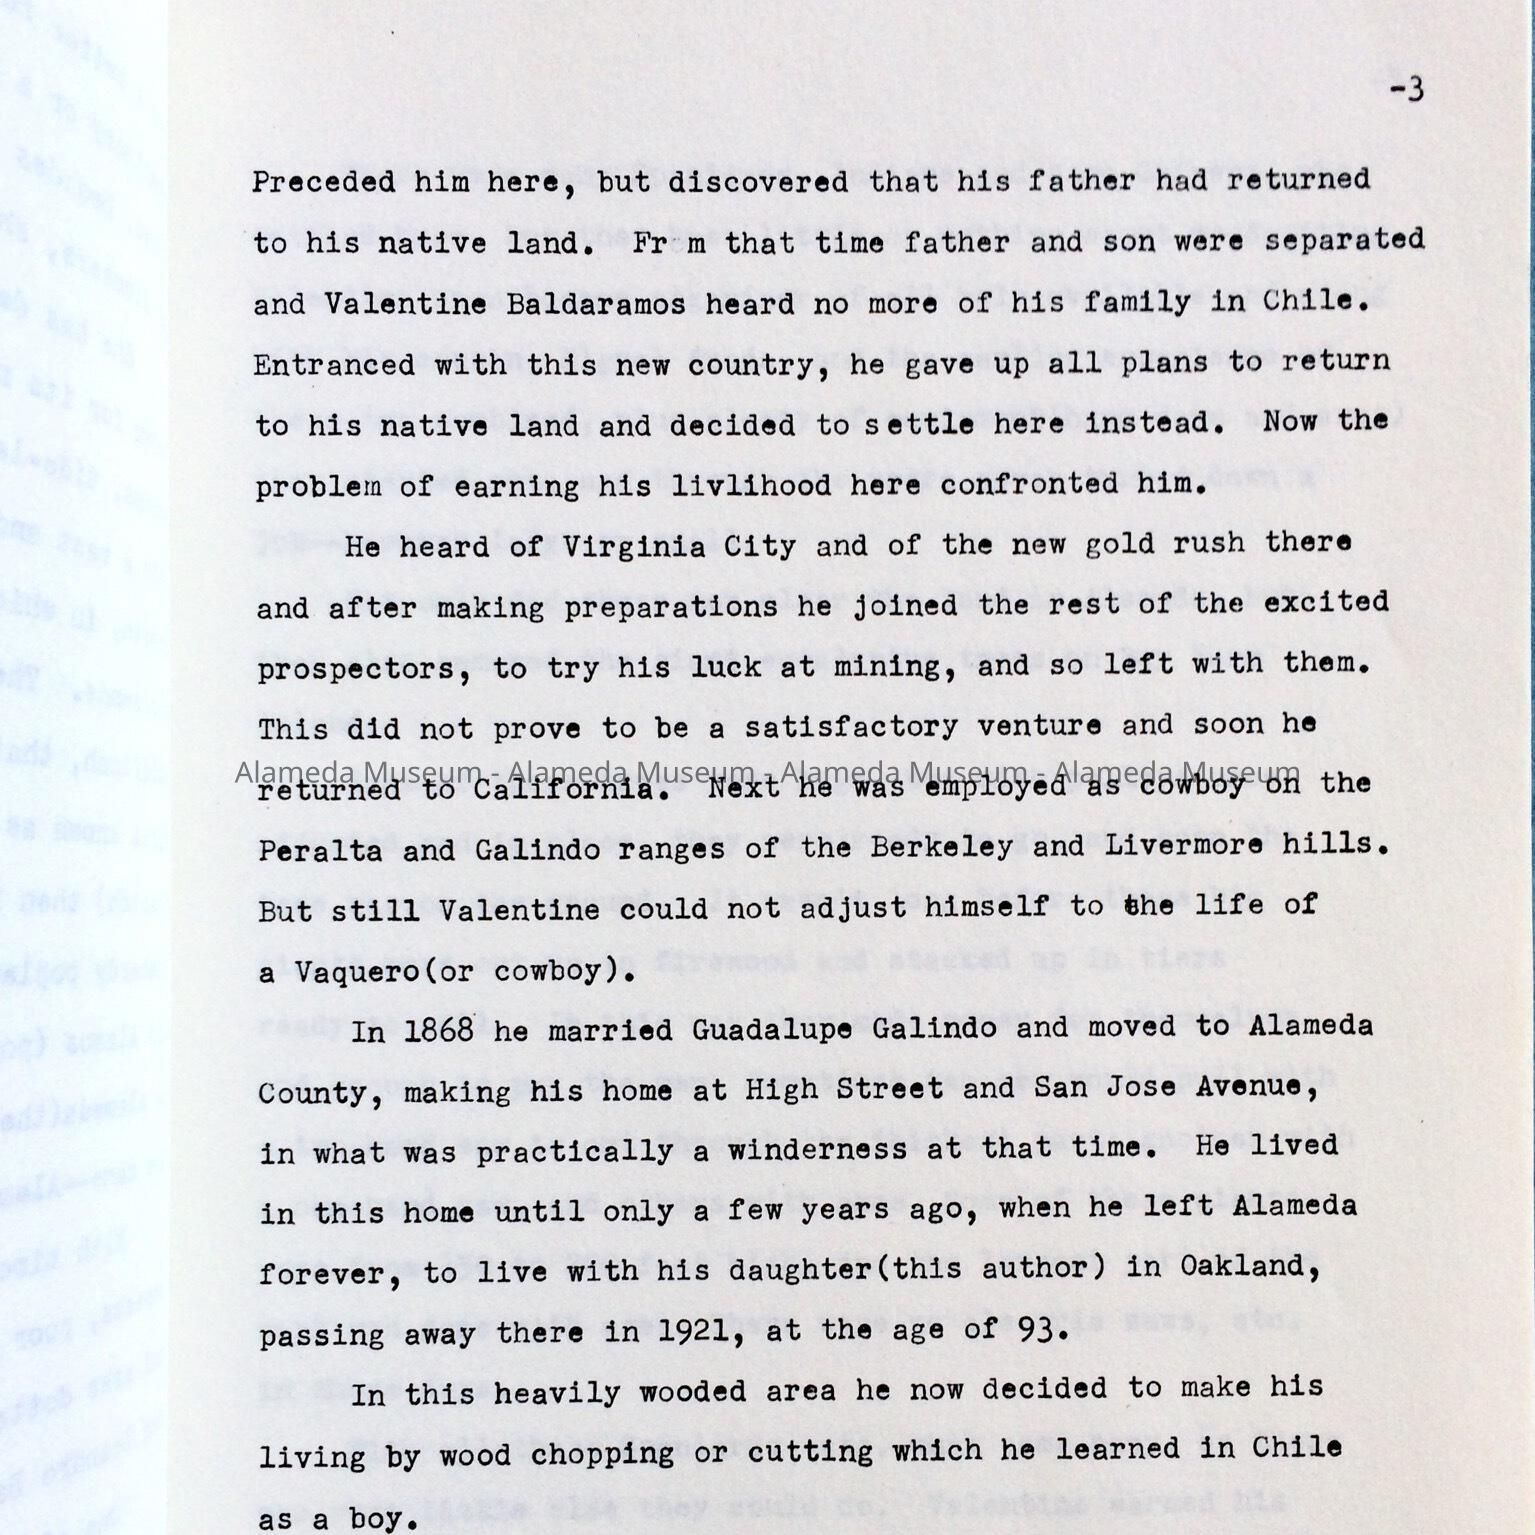 -3
Preceded him here, but discovered that his father had returned
to his native land.  Fr m that time father and son were separated
and Valentine Baldaramos heard no more of his family in Chile.
Entranced with this new country, he gave up all plans to return
to his native land and decided to settle here instead.  Now the
problem of earning his livlihood here confronted him.
He heard of Virginia City and of the new gold rush there
and after making preparations he joined the rest of the excited
prospectors, to try his luck at mining, and so left with them.
This did not prove to be a satisfactory venture and soon he
Alameda Museum - Alameda Museum - Alameda Museum - Alameda Museum
returned to California.  Next he was employed as cowboy on the
Peralta and Galindo ranges of the Berkeley and Livermore hills.
But still Valentine could not adjust himself to the life of
a Vaquero(or cowboy).
In 1868 he married Guadalupe Galindo and moved to Alameda
County, making his home at High Street and San Jose Avenue,
in what was practically a winderness at that time.  He lived
in this home until only a few years ago, when he left Alameda
forever, to live with his daughter(this author) in Oakland,
passing away there in 1921, at the age of 93.
In this heavily wooded area he now decided to make his
living by wood chopping or cutting which he learned in Chile
as a boy.